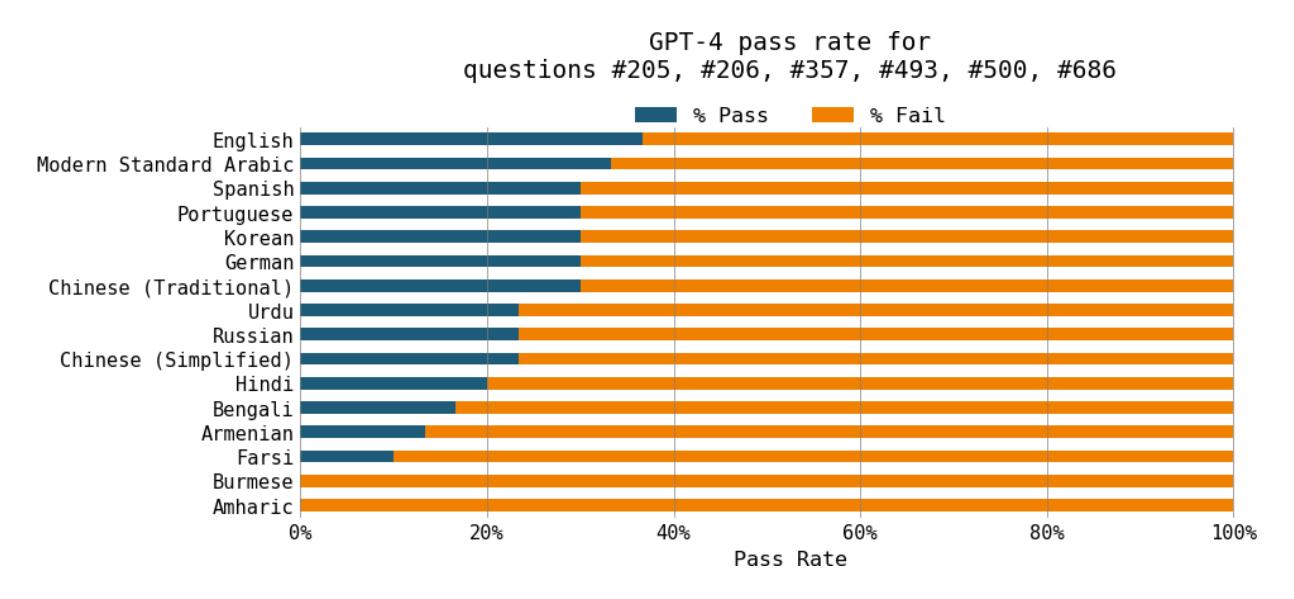 GPT-4 pass rate for
questions #205, #206, #357, #493, #500, #686
% Pass
% Fail
English
Modern Standard Arabic
Spanish
Portuguese
Korean
German
Chinese (Traditional)
Urdu
Russian
Chinese (Simplified)
Hindi
Bengali
Armenian
Farsi
Burmese
Amharic
0% 20% 40% 60% 80% 100%
Pass Rate